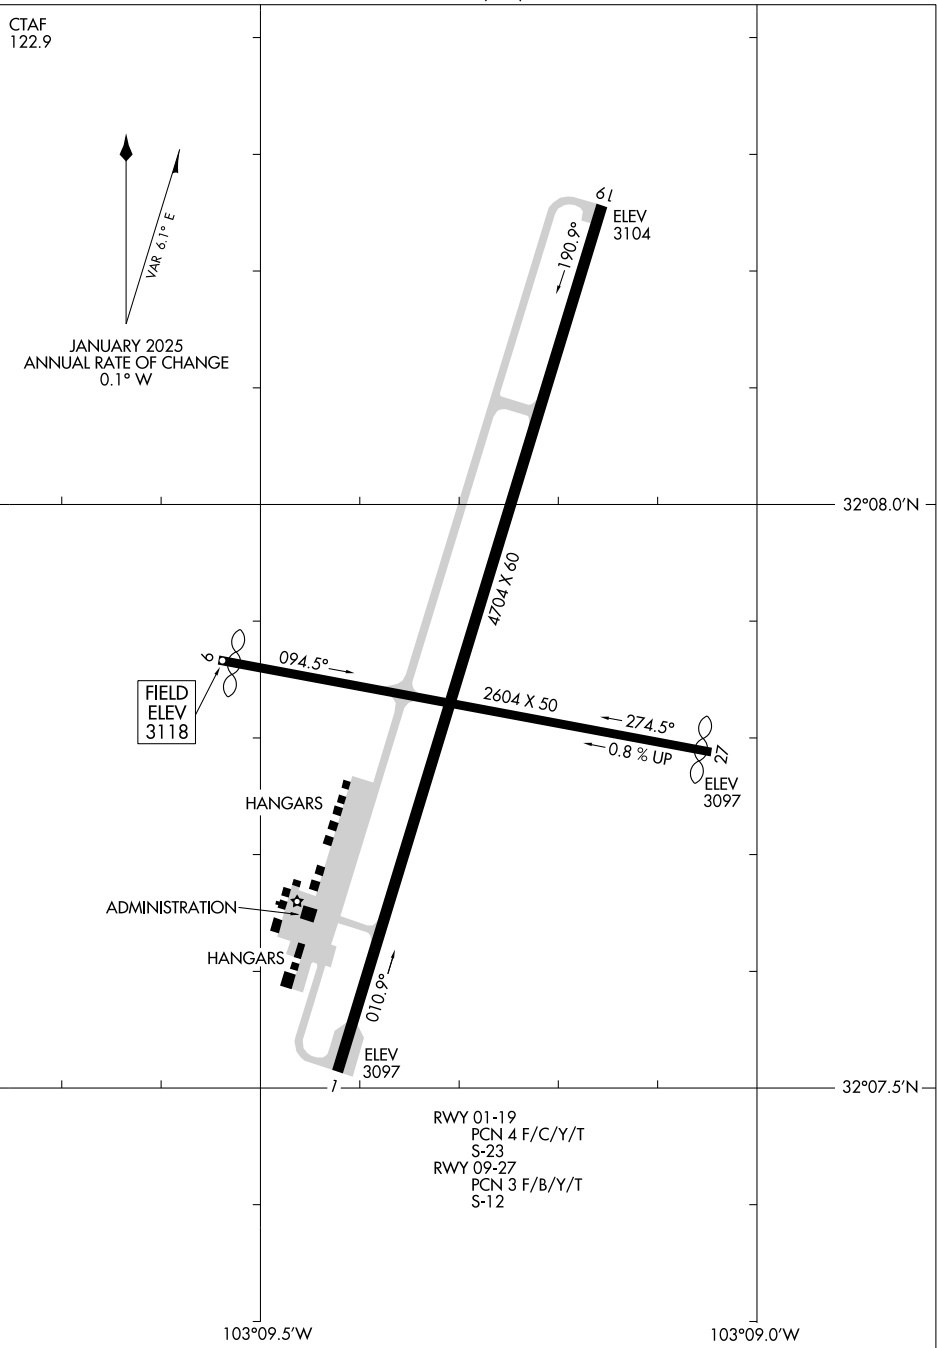 CTAF
122.9
VAR 6.1° E
JANUARY 2025
ANNUAL RATE OF CHANGE
0.1° W
19
ELEV
3104
190.9°
32°08.0'N
4704 X 60
9
094.5°
FIELD
ELEV
3118
2604 X 50
274.5°
0.8 % UP
27
ELEV
3097
HANGARS
ADMINISTRATION
HANGARS
010.9°
ELEV
3097
1
32°07.5'N
RWY 01-19
PCN 4 F/C/Y/T
S-23
RWY 09-27
PCN 3 F/B/Y/T
S-12
103°09.5'W
103°09.0'W